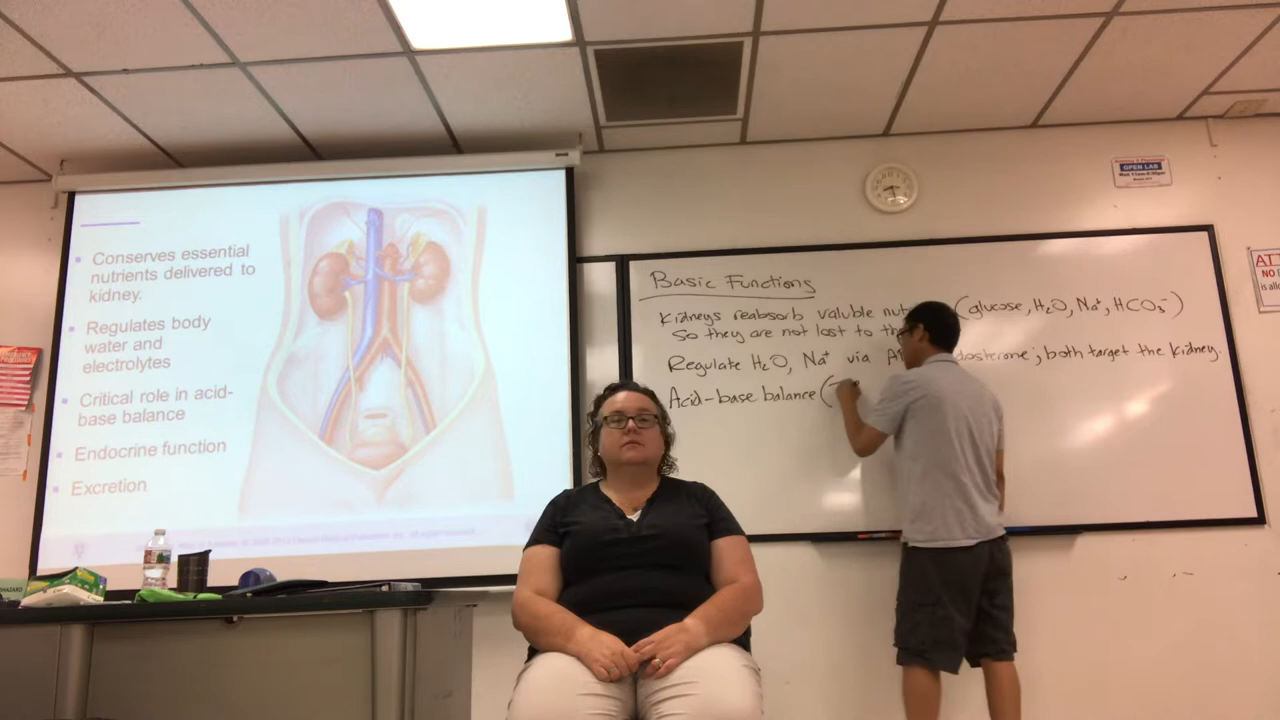 Conserves essential
nutrients delivered to
kidney.
Regulates body
water and
electrolytes
Critical role in acid-
base balance
Endocrine function
Excretion
Basic Functions
Kidneys reabsorb valuble nut (glucose, H₂O, Na⁺, HCO₃⁻)
So they are not lost to the
Regulate H₂O, Na⁺ via A dosterone; both target the kidney.
Acid-base balance (
OPEN LAB